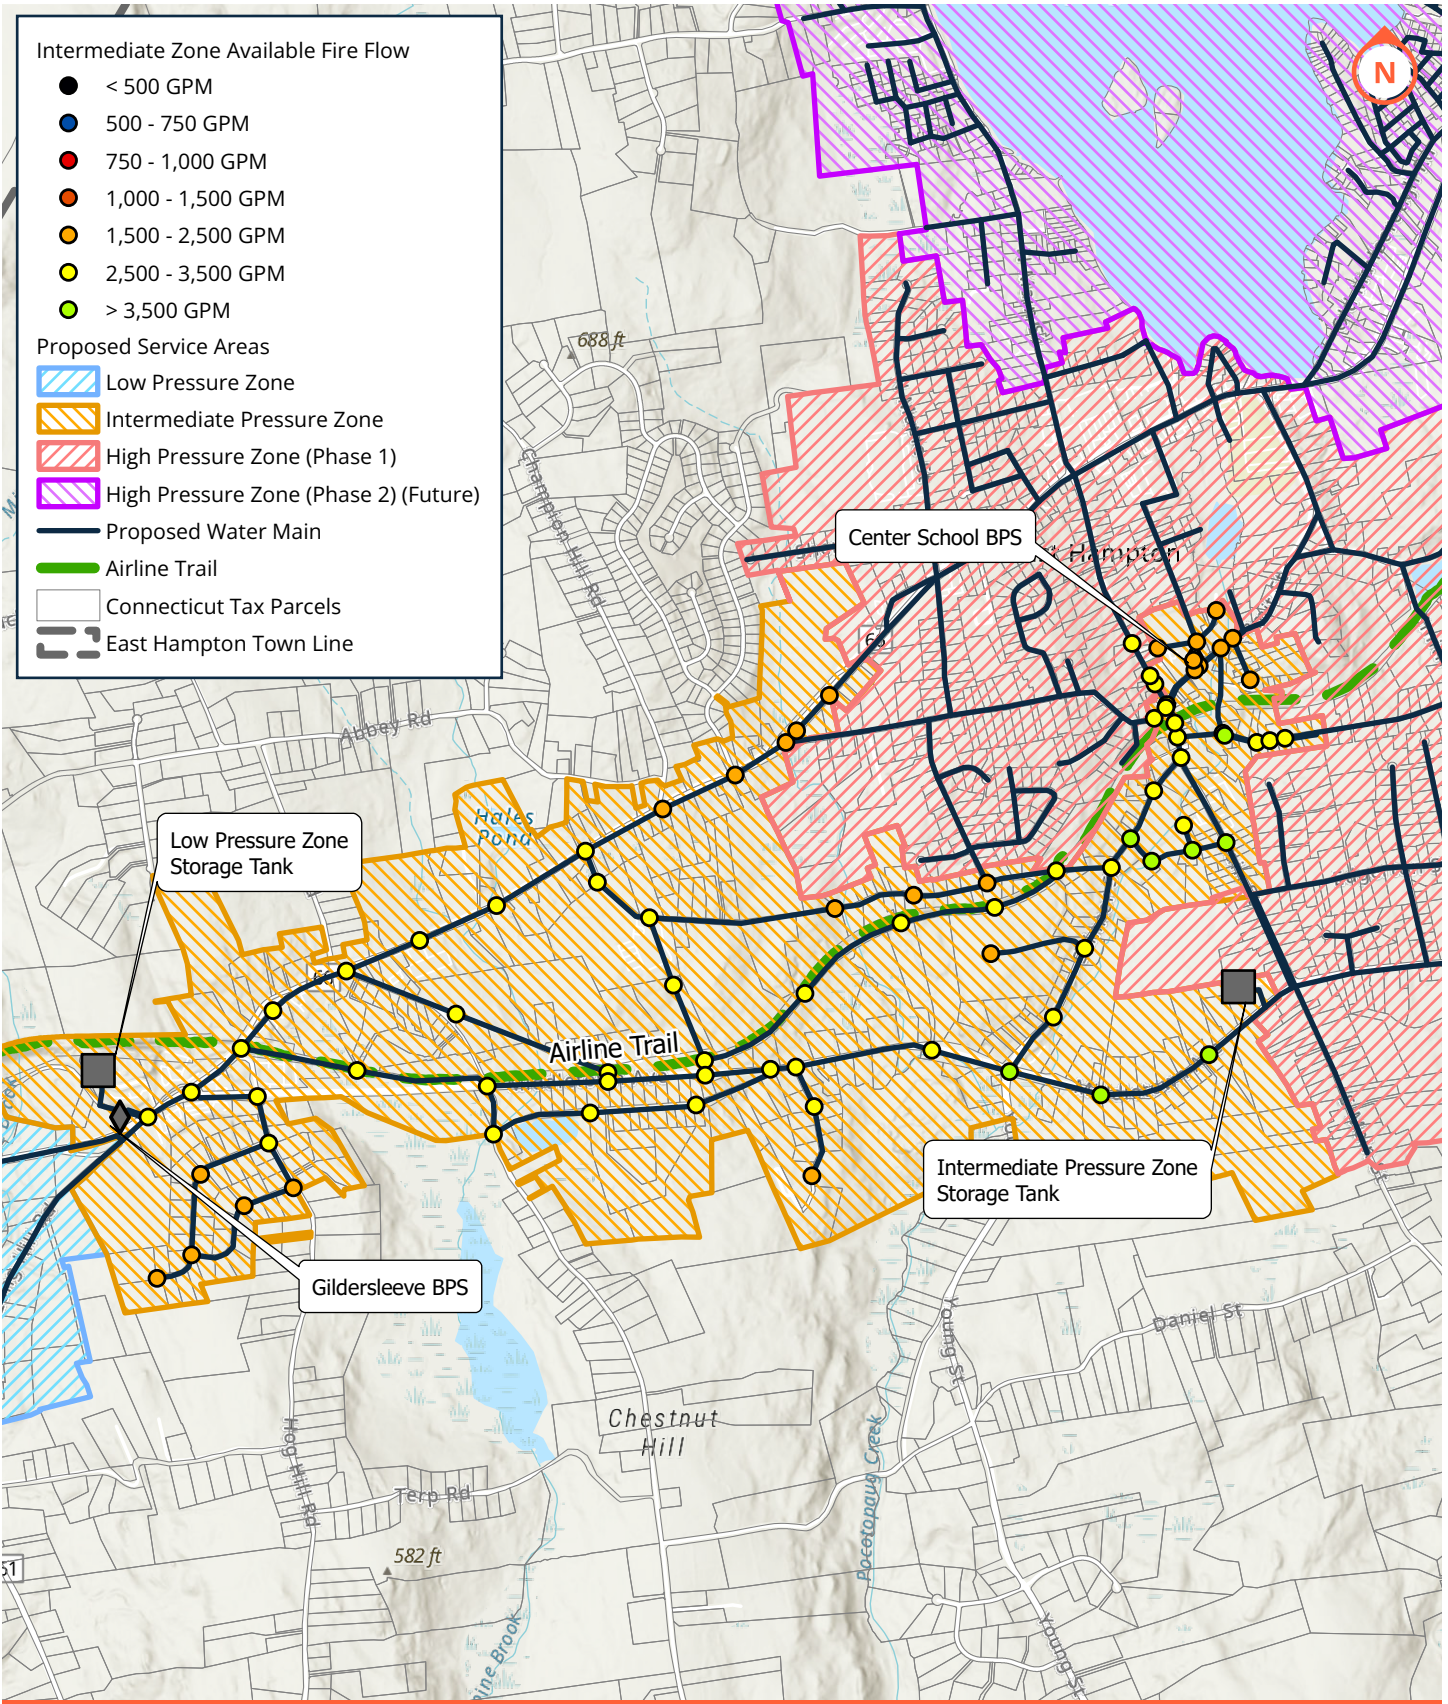 Intermediate Zone Available Fire Flow
< 500 GPM
500 - 750 GPM
750 - 1,000 GPM
1,000 - 1,500 GPM
1,500 - 2,500 GPM
2,500 - 3,500 GPM
> 3,500 GPM
Proposed Service Areas
Low Pressure Zone
Intermediate Pressure Zone
High Pressure Zone (Phase 1)
High Pressure Zone (Phase 2) (Future)
Proposed Water Main
Airline Trail
Connecticut Tax Parcels
East Hampton Town Line
N
688 ft
Champion Hill Rd
Center School BPS
Hampton
66
Abbey Rd
Hales
Pond
Low Pressure Zone
Storage Tank
66
Airline Trail
Intermediate Pressure Zone
Storage Tank
Gildersleeve BPS
Young St
Daniel St
Chestnut
Hill
Hog Hill Rd
Terp Rd
Pocotopaug Creek
582 ft
51
Young St